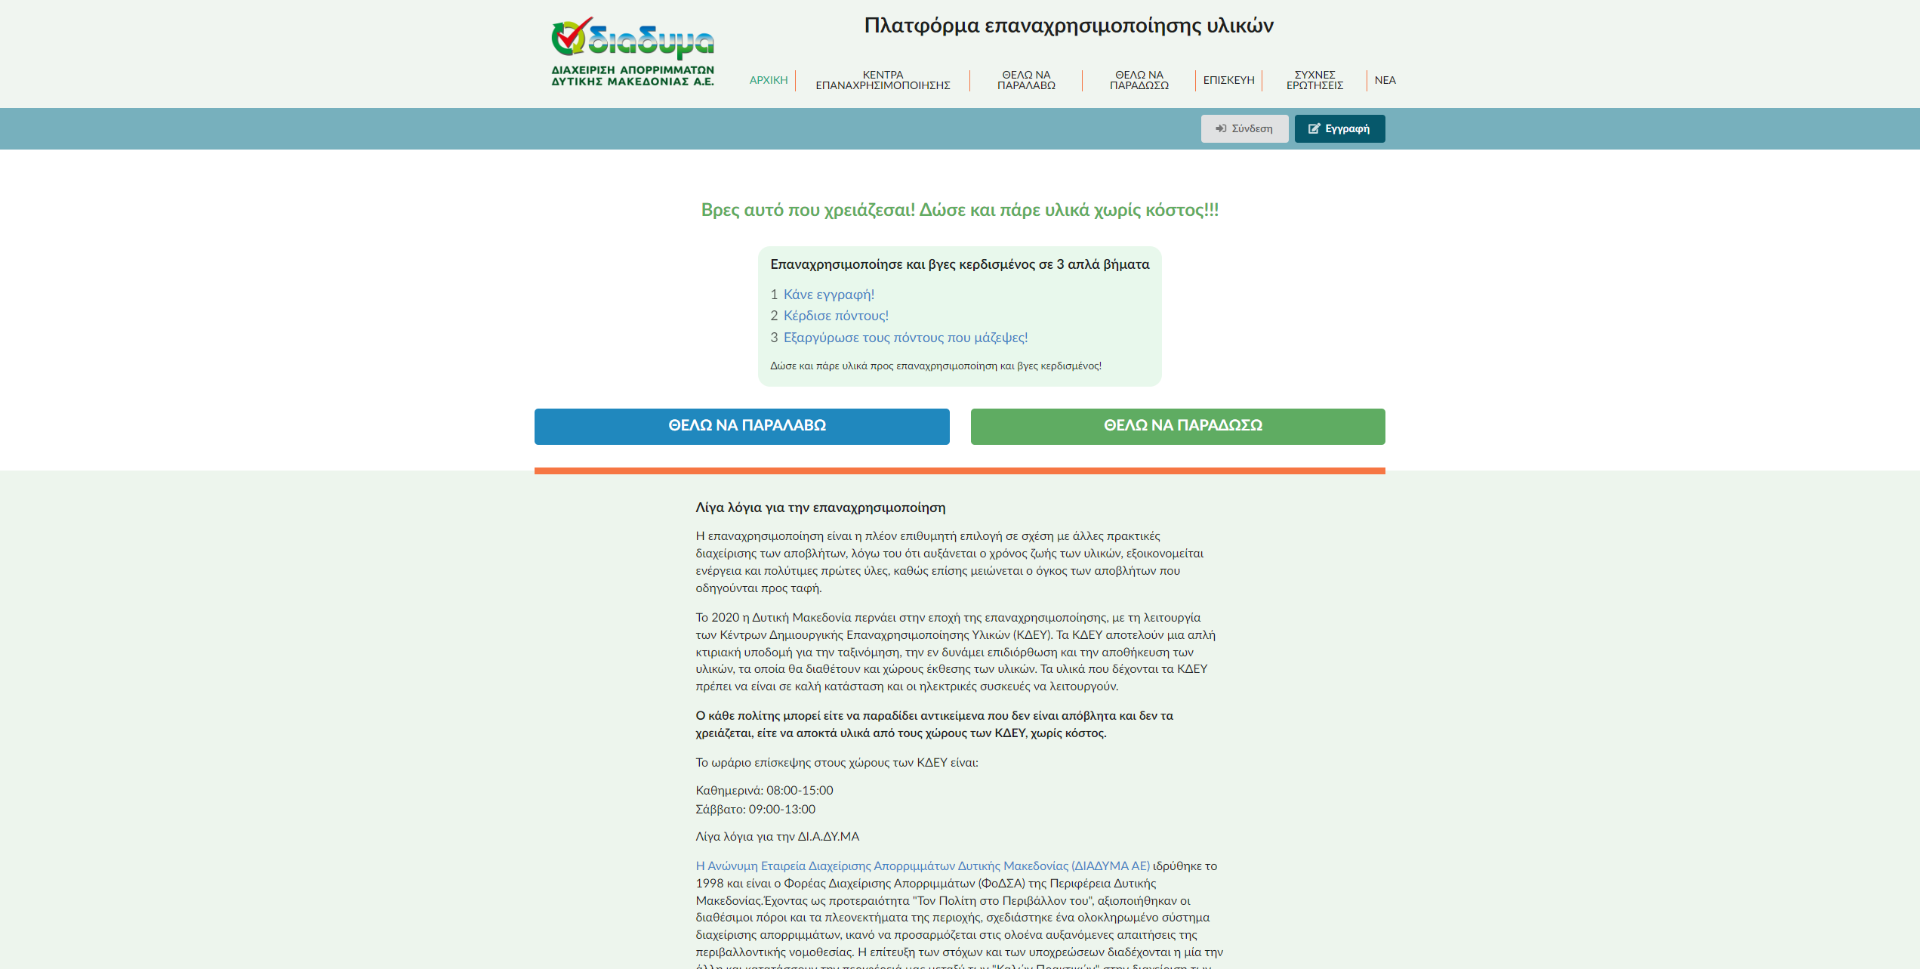 διαδυμα
ΔΙΑΧΕΙΡΙΣΗ ΑΠΟΡΡΙΜΜΑΤΩΝ
ΔΥΤΙΚΗΣ ΜΑΚΕΔΟΝΙΑΣ Α.Ε.
Πλατφόρμα επαναχρησιμοποίησης υλικών
ΑΡΧΙΚΗ
ΚΕΝΤΡΑ
ΕΠΑΝΑΧΡΗΣΙΜΟΠΟΙΗΣΗΣ
ΘΕΛΩ ΝΑ
ΠΑΡΑΛΑΒΩ
ΘΕΛΩ ΝΑ
ΠΑΡΑΔΩΣΩ
ΕΠΙΣΚΕΥΗ
ΣΥΧΝΕΣ
ΕΡΩΤΗΣΕΙΣ
ΝΕΑ
Σύνδεση
Εγγραφή
Βρες αυτό που χρειάζεσαι! Δώσε και πάρε υλικά χωρίς κόστος!!!
Επαναχρησιμοποίησε και βγες κερδισμένος σε 3 απλά βήματα
1 Κάνε εγγραφή!
2 Κέρδισε πόντους!
3 Εξαργύρωσε τους πόντους που μάζεψες!
Δώσε και πάρε υλικά προς επαναχρησιμοποίηση και βγες κερδισμένος!
ΘΕΛΩ ΝΑ ΠΑΡΑΛΑΒΩ
ΘΕΛΩ ΝΑ ΠΑΡΑΔΩΣΩ
Λίγα λόγια για την επαναχρησιμοποίηση
Η επαναχρησιμοποίηση είναι η πλέον επιθυμητή επιλογή σε σχέση με άλλες πρακτικές
διαχείρισης των αποβλήτων, λόγω του ότι αυξάνεται ο χρόνος ζωής των υλικών, εξοικονομείται
ενέργεια και πολύτιμες πρώτες ύλες, καθώς επίσης μειώνεται ο όγκος των αποβλήτων που
οδηγούνται προς ταφή.
Το 2020 η Δυτική Μακεδονία περνάει στην εποχή της επαναχρησιμοποίησης, με τη λειτουργία
των Κέντρων Δημιουργικής Επαναχρησιμοποίησης Υλικών (ΚΔΕΥ). Τα ΚΔΕΥ αποτελούν μια απλή
κτιριακή υποδομή για την ταξινόμηση, την εν δυνάμει επιδιόρθωση και την αποθήκευση των
υλικών, τα οποία θα διαθέτουν και χώρους έκθεσης των υλικών. Τα υλικά που δέχονται τα ΚΔΕΥ
πρέπει να είναι σε καλή κατάσταση και οι ηλεκτρικές συσκευές να λειτουργούν.
Ο κάθε πολίτης μπορεί είτε να παραδίδει αντικείμενα που δεν είναι απόβλητα και δεν τα
χρειάζεται, είτε να αποκτά υλικά από τους χώρους των ΚΔΕΥ, χωρίς κόστος.
Το ωράριο επίσκεψης στους χώρους των ΚΔΕΥ είναι:
Καθημερινά: 08:00-15:00
Σάββατο: 09:00-13:00
Λίγα λόγια για την ΔΙ.Α.ΔΥ.ΜΑ
Η Ανώνυμη Εταιρεία Διαχείρισης Απορριμμάτων Δυτικής Μακεδονίας (ΔΙΑΔΥΜΑ ΑΕ) ιδρύθηκε το
1998 και είναι ο Φορέας Διαχείρισης Απορριμμάτων (ΦοΔΣΑ) της Περιφέρεια Δυτικής
Μακεδονίας.Έχοντας ως προτεραιότητα "Τον Πολίτη στο Περιβάλλον του", αξιοποιήθηκαν οι
διαθέσιμοι πόροι και τα πλεονεκτήματα της περιοχής, σχεδιάστηκε ένα ολοκληρωμένο σύστημα
διαχείρισης απορριμμάτων, ικανό να προσαρμόζεται στις ολοένα αυξανόμενες απαιτήσεις της
περιβαλλοντικής νομοθεσίας. Η επίτευξη των στόχων και των υποχρεώσεων διαδέχονται η μία την
άλλη και κατατάσσουν την περιφέρειά μας μεταξύ των "Καλών Πρακτικών" στην διαχείριση των